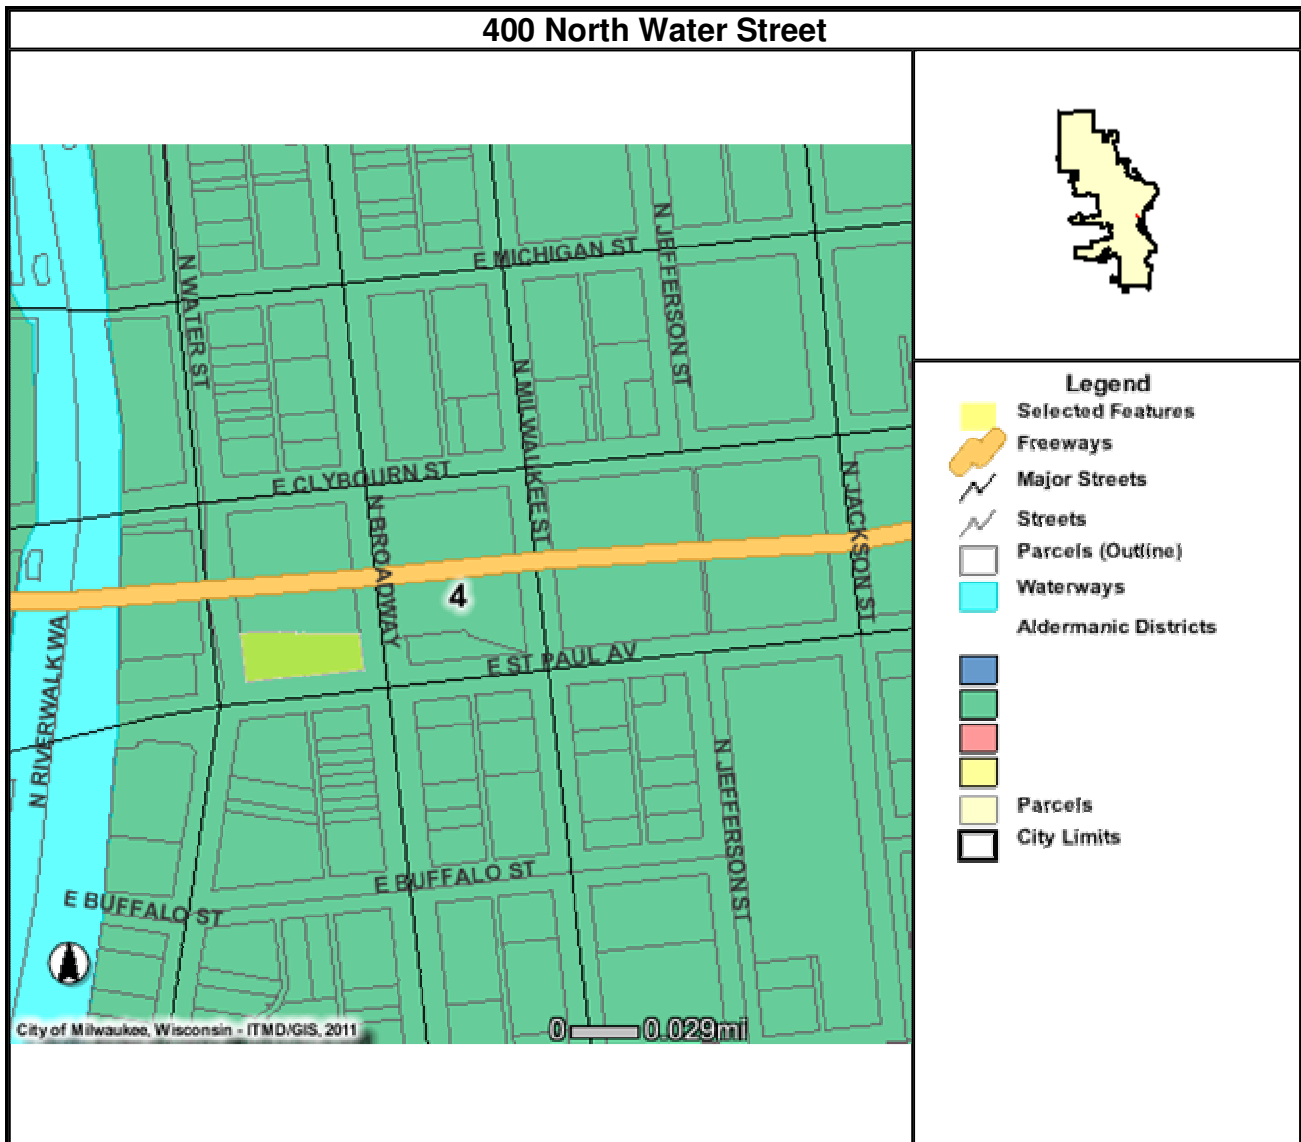 400 North Water Street
E MICHIGAN ST
N JEFFERSON ST
N WATER ST
N MILWAUKEE ST
E CLYBOURN ST
N JACKSON ST
N BROADWAY
4
N RIVERWALK WA
E ST PAUL AV
N JEFFERSON ST
E BUFFALO ST
E BUFFALO ST
City of Milwaukee, Wisconsin - ITMD/GIS, 2011
0 0.029mi
Legend
Selected Features
Freeways
Major Streets
Streets
Parcels (Outline)
Waterways
Aldermanic Districts
Parcels
City Limits